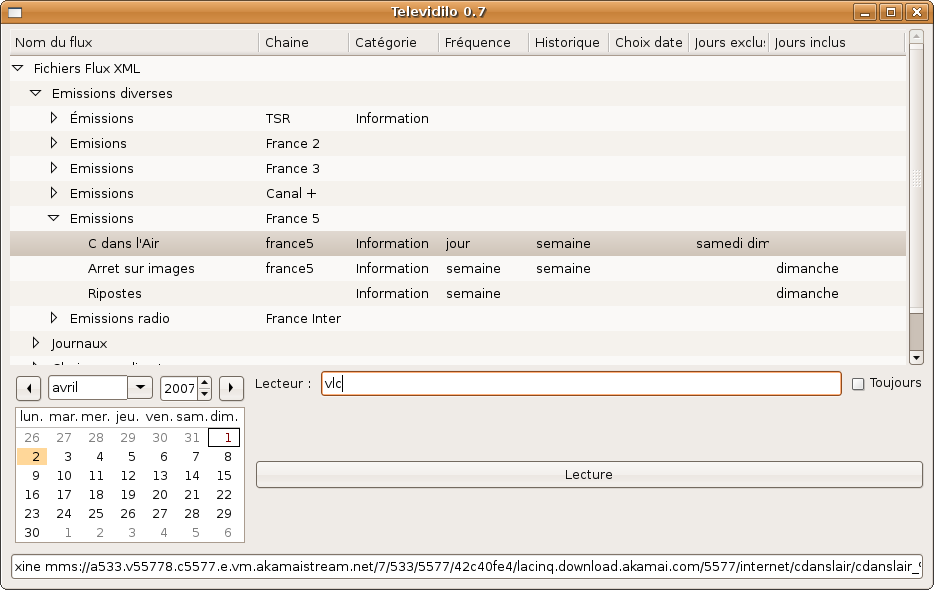 Televidilo 0.7
Nom du flux Chaine Catégorie Fréquence Historique Choix date Jours exclu: Jours inclus
Fichiers Flux XML
Emissions diverses
Émissions TSR Information
Emisions France 2
Emissions France 3
Emissions Canal +
Emissions France 5
C dans l'Air france5 Information jour semaine samedi dim
Arret sur images france5 Information semaine semaine dimanche
Ripostes Information semaine dimanche
Emissions radio France Inter
Journaux
avril 2007 Lecteur : vlc Toujours
lun. mar. mer. jeu. ven. sam. dim.
26 27 28 29 30 31 1
2 3 4 5 6 7 8
9 10 11 12 13 14 15
16 17 18 19 20 21 22
23 24 25 26 27 28 29
30 1 2 3 4 5 6
Lecture
xine mms://a533.v55778.c5577.e.vm.akamaistream.net/7/533/5577/42c40fe4/lacinq.download.akamai.com/5577/internet/cdanslair/cdanslair_